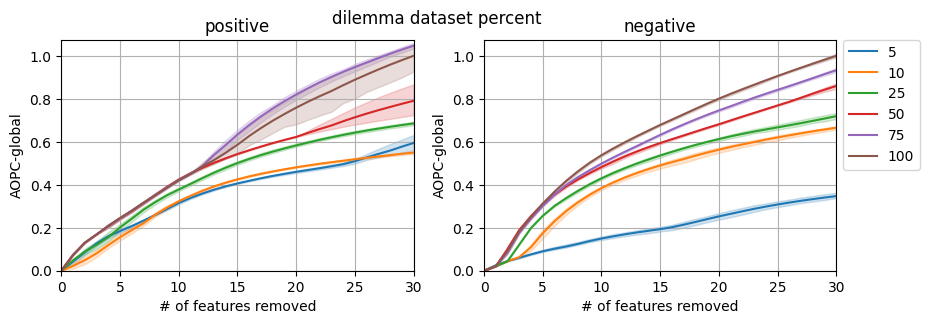 dilemma dataset percent
positive
negative
AOPC-global
1.0
0.8
0.6
0.4
0.2
0.0
0 5 10 15 20 25 30
# of features removed
AOPC-global
1.0
0.8
0.6
0.4
0.2
0.0
0 5 10 15 20 25 30
# of features removed
5
10
25
50
75
100